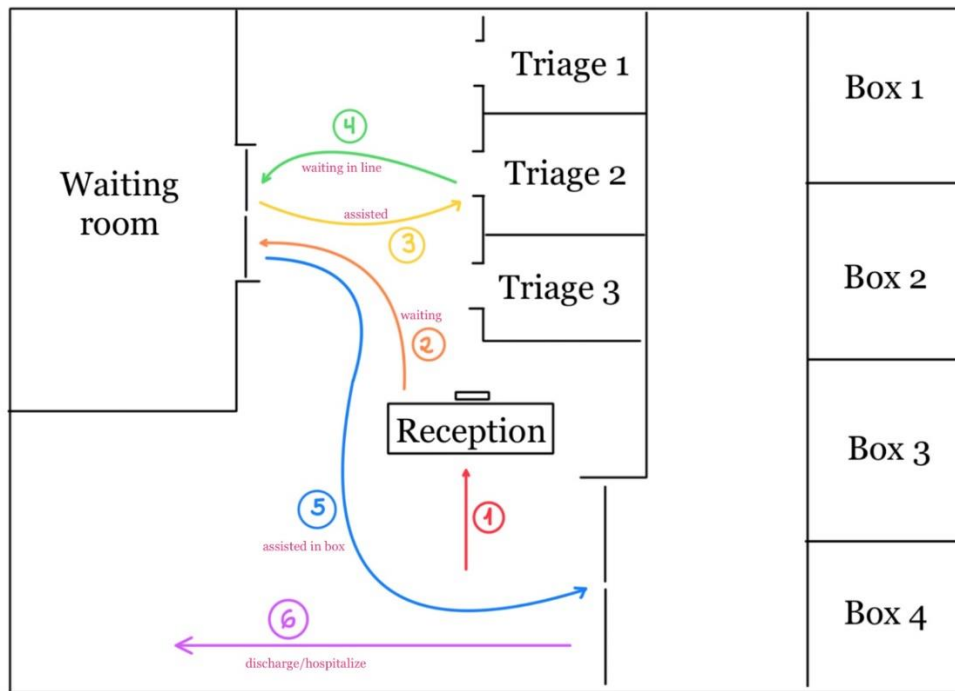 Triage 1
Box 1
4
waiting in line
Waiting
room
Triage 2
assisted
3
Box 2
Triage 3
waiting
2
Reception
Box 3
5
1
assisted in box
Box 4
6
discharge/hospitalize